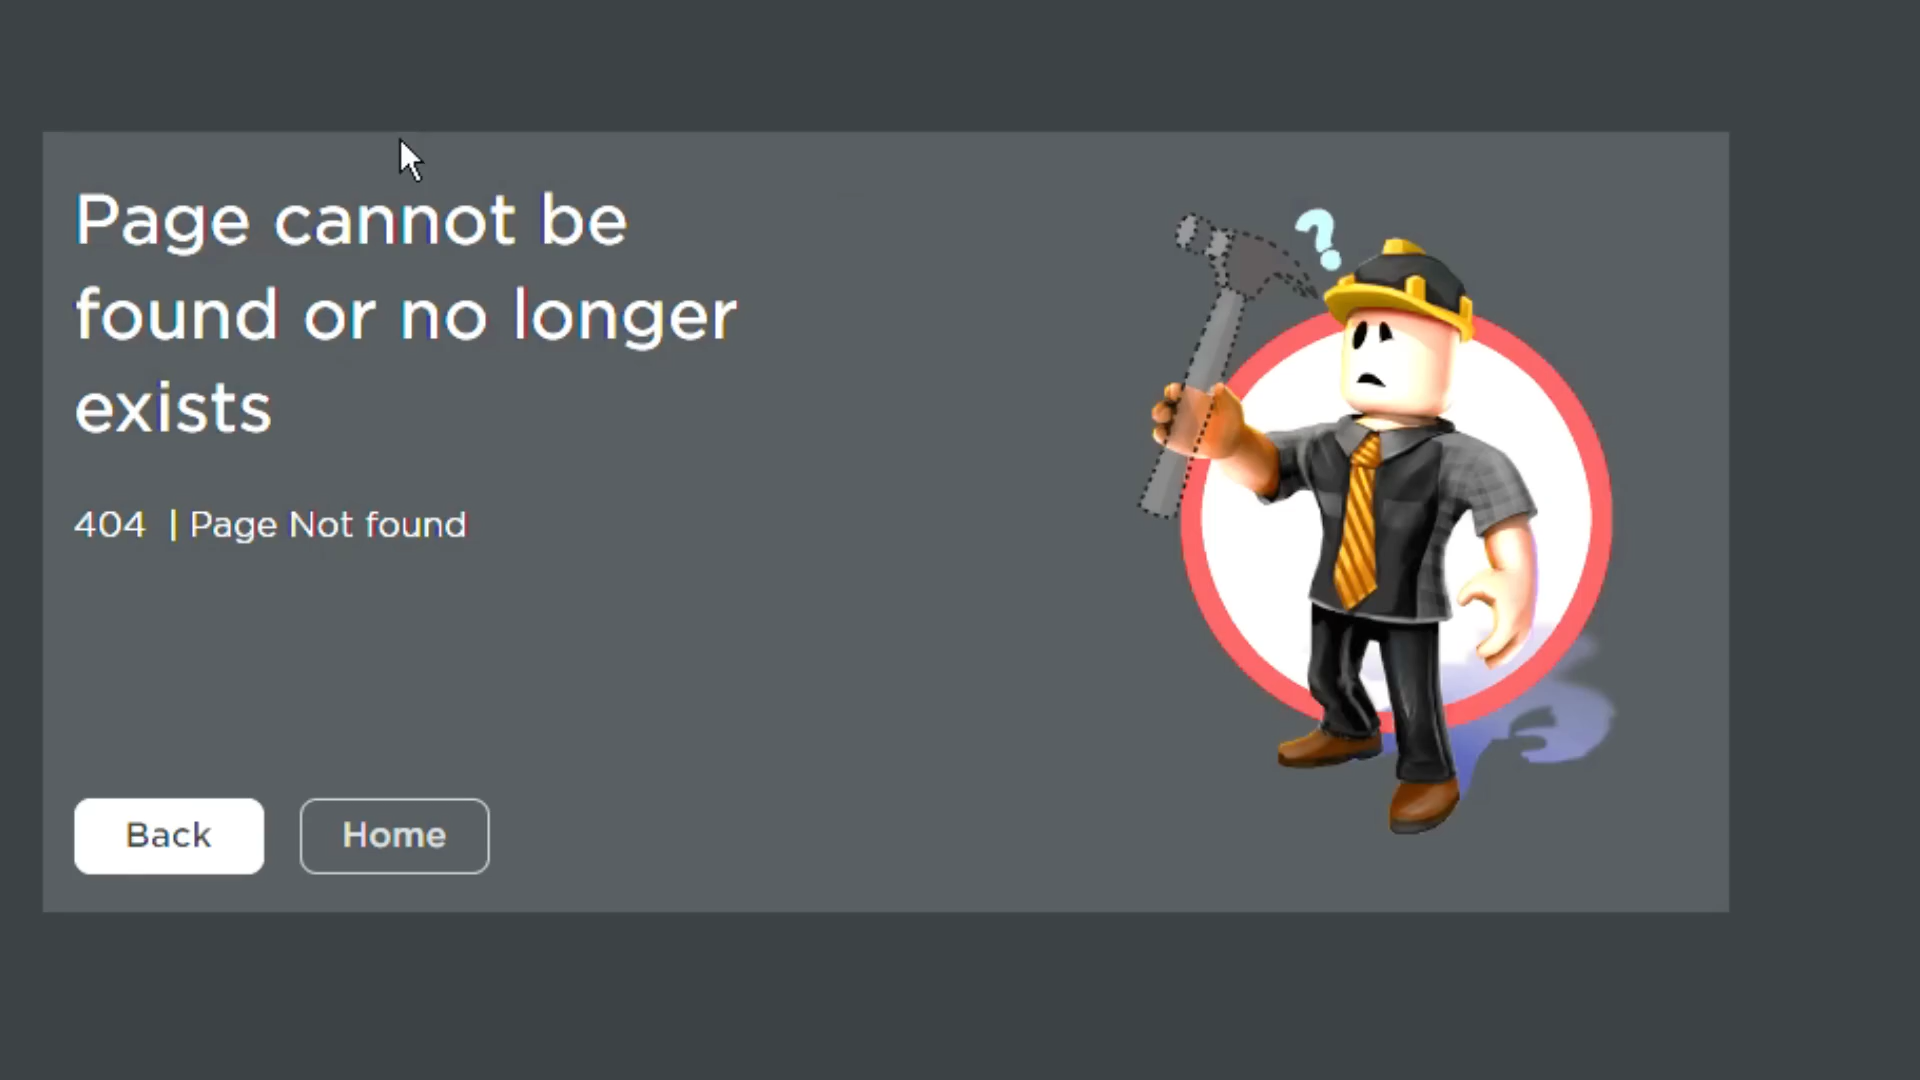 Page cannot be
found or no longer
exists
404 | Page Not found
Back
Home
?